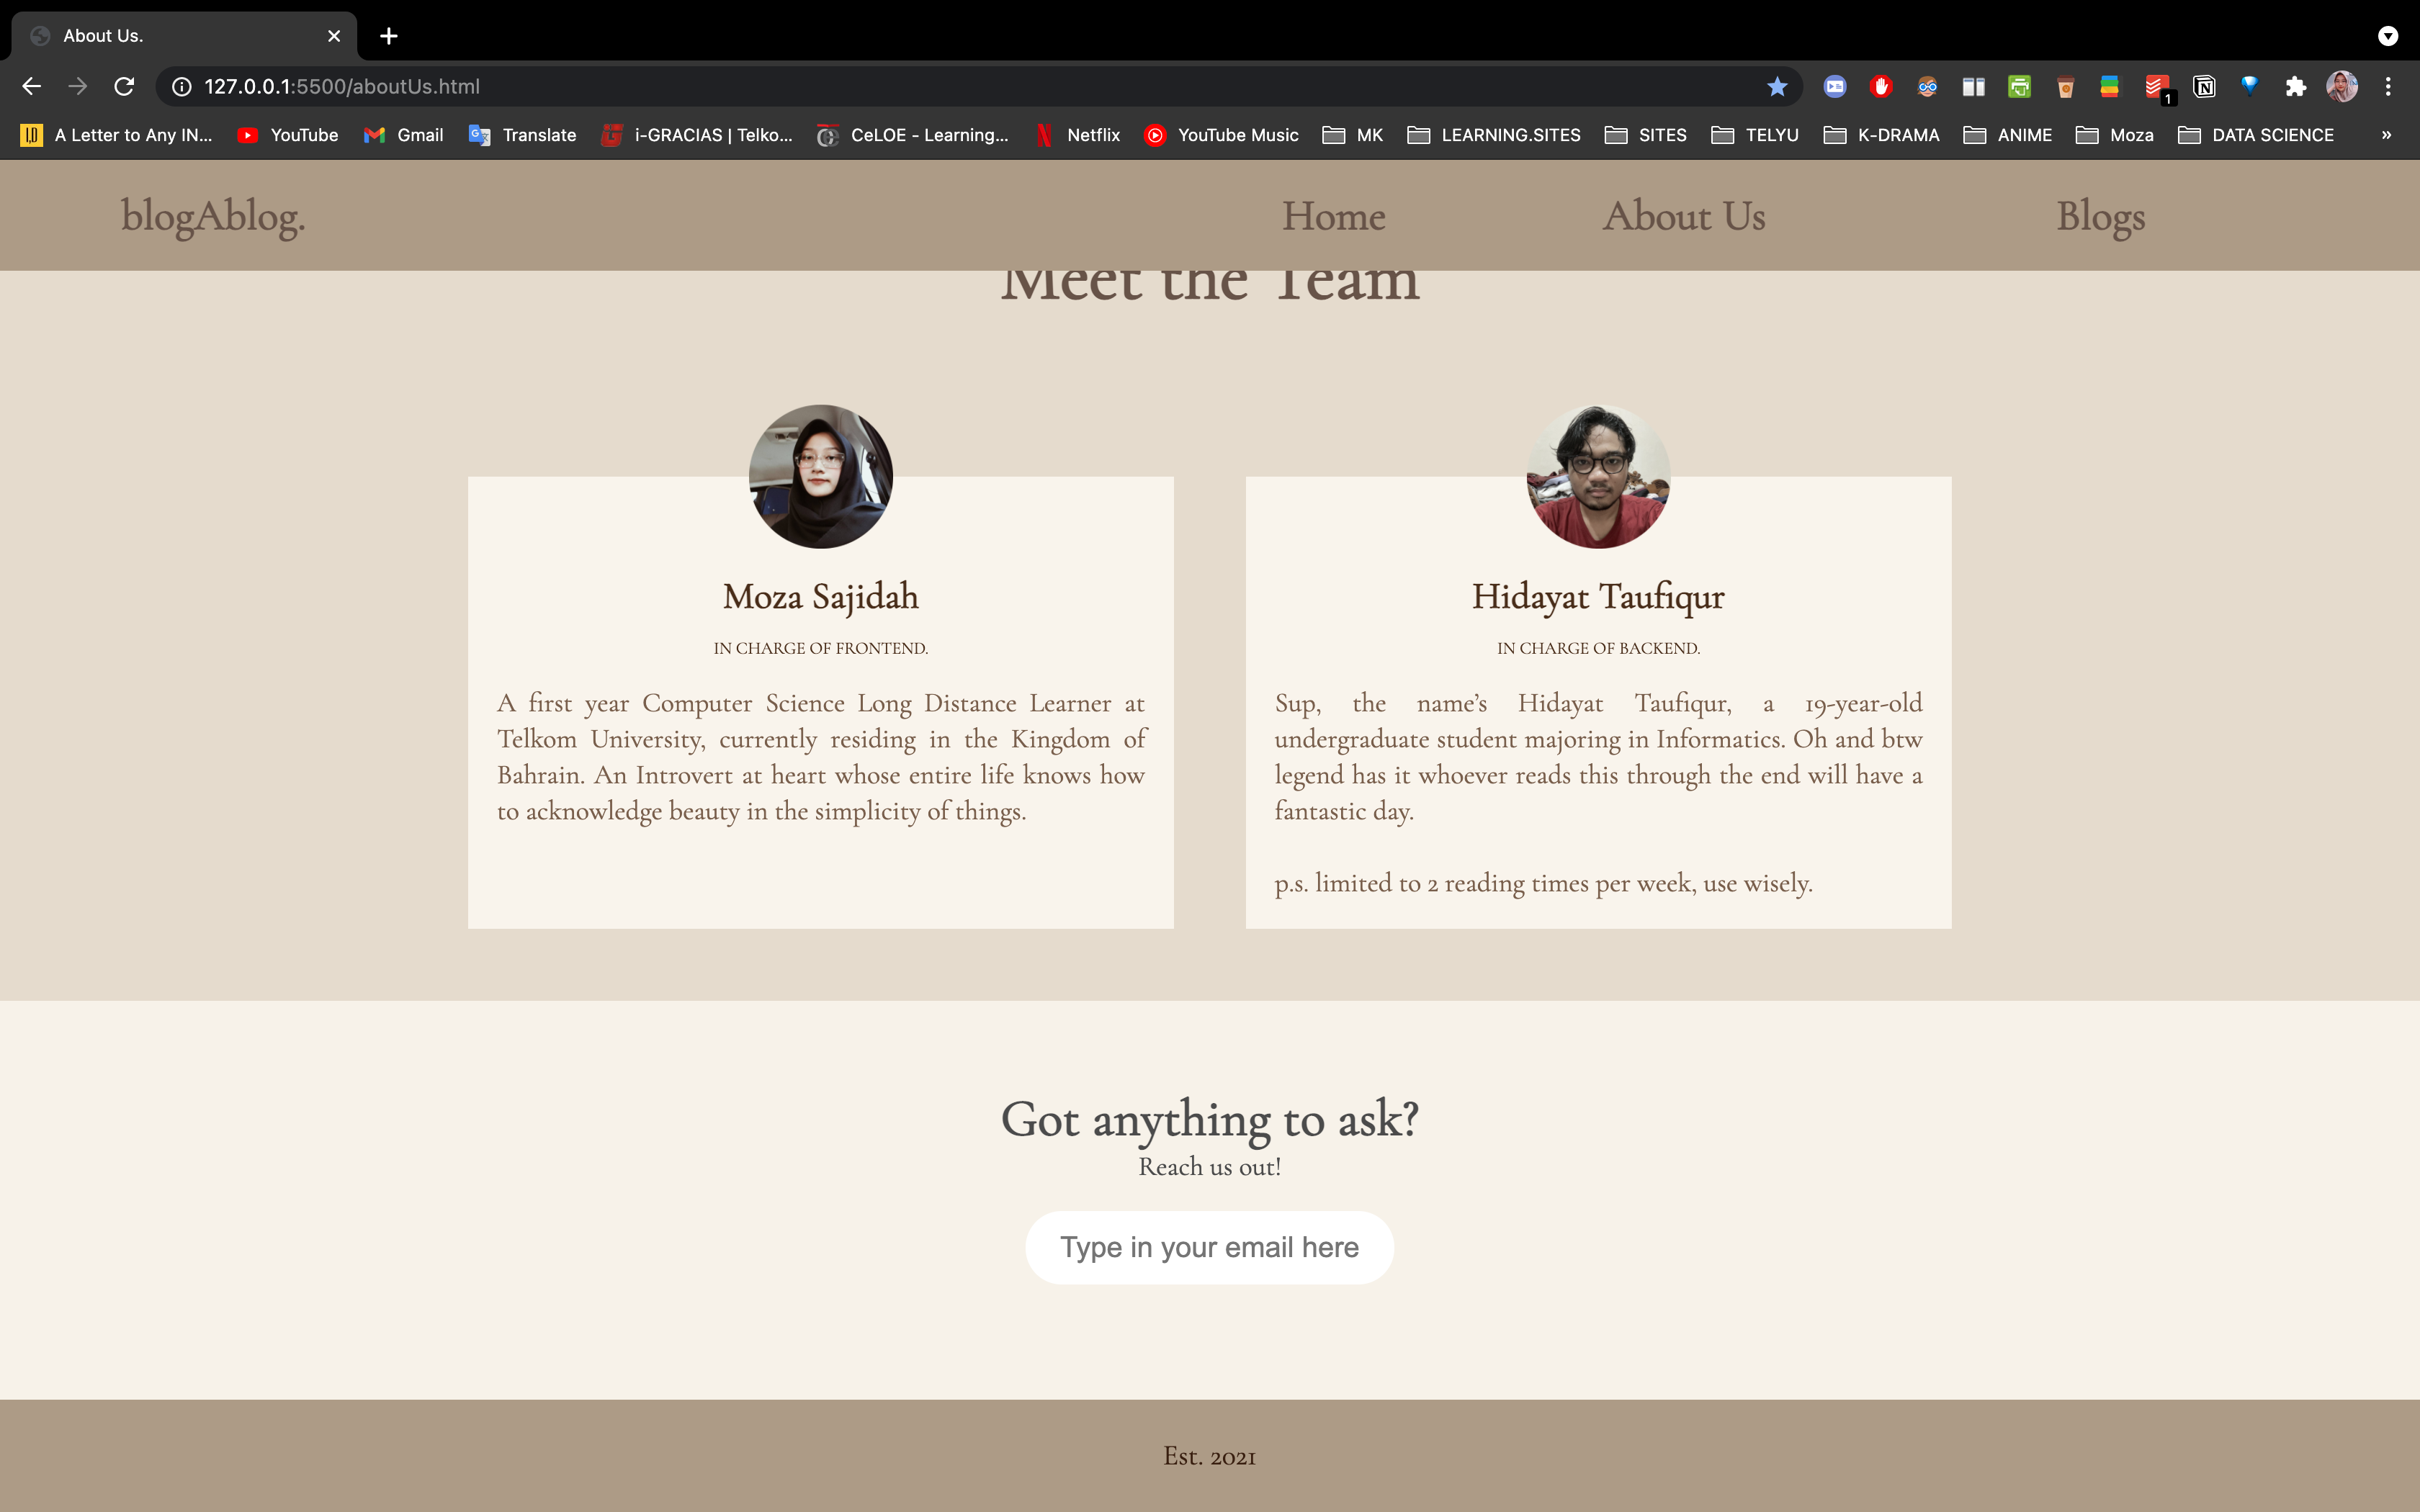 About Us.
127.0.0.1:5500/aboutUs.html
1
A Letter to Any IN... YouTube Gmail Translate i-GRACIAS | Telko... CeLOE - Learning... Netflix YouTube Music MK LEARNING.SITES SITES TELYU K-DRAMA ANIME Moza DATA SCIENCE »
blogAblog. Home About Us Blogs
Meet the Team
Moza Sajidah
IN CHARGE OF FRONTEND.
A first year Computer Science Long Distance Learner at
Telkom University, currently residing in the Kingdom of
Bahrain. An Introvert at heart whose entire life knows how
to acknowledge beauty in the simplicity of things.
Hidayat Taufiqur
IN CHARGE OF BACKEND.
Sup, the name’s Hidayat Taufiqur, a 19-year-old
undergraduate student majoring in Informatics. Oh and btw
legend has it whoever reads this through the end will have a
fantastic day.
p.s. limited to 2 reading times per week, use wisely.
Got anything to ask?
Reach us out!
Type in your email here
Est. 2021